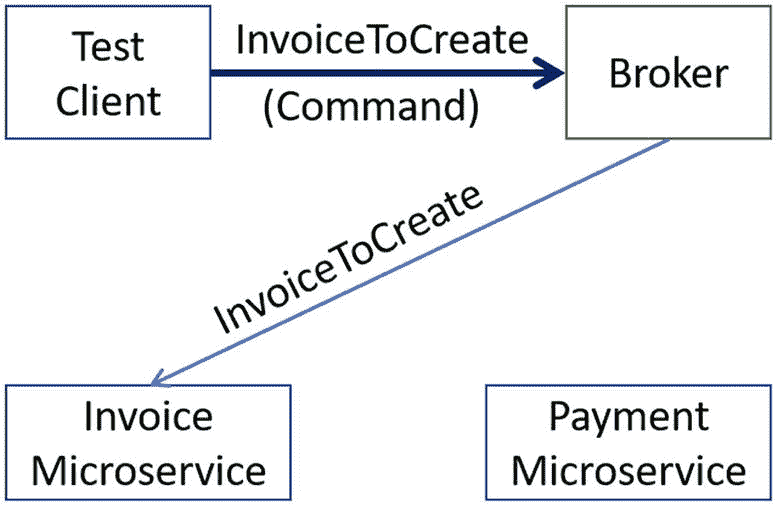 Test
Client
InvoiceToCreate
(Command)
Broker
InvoiceToCreate
Invoice
Microservice
Payment
Microservice